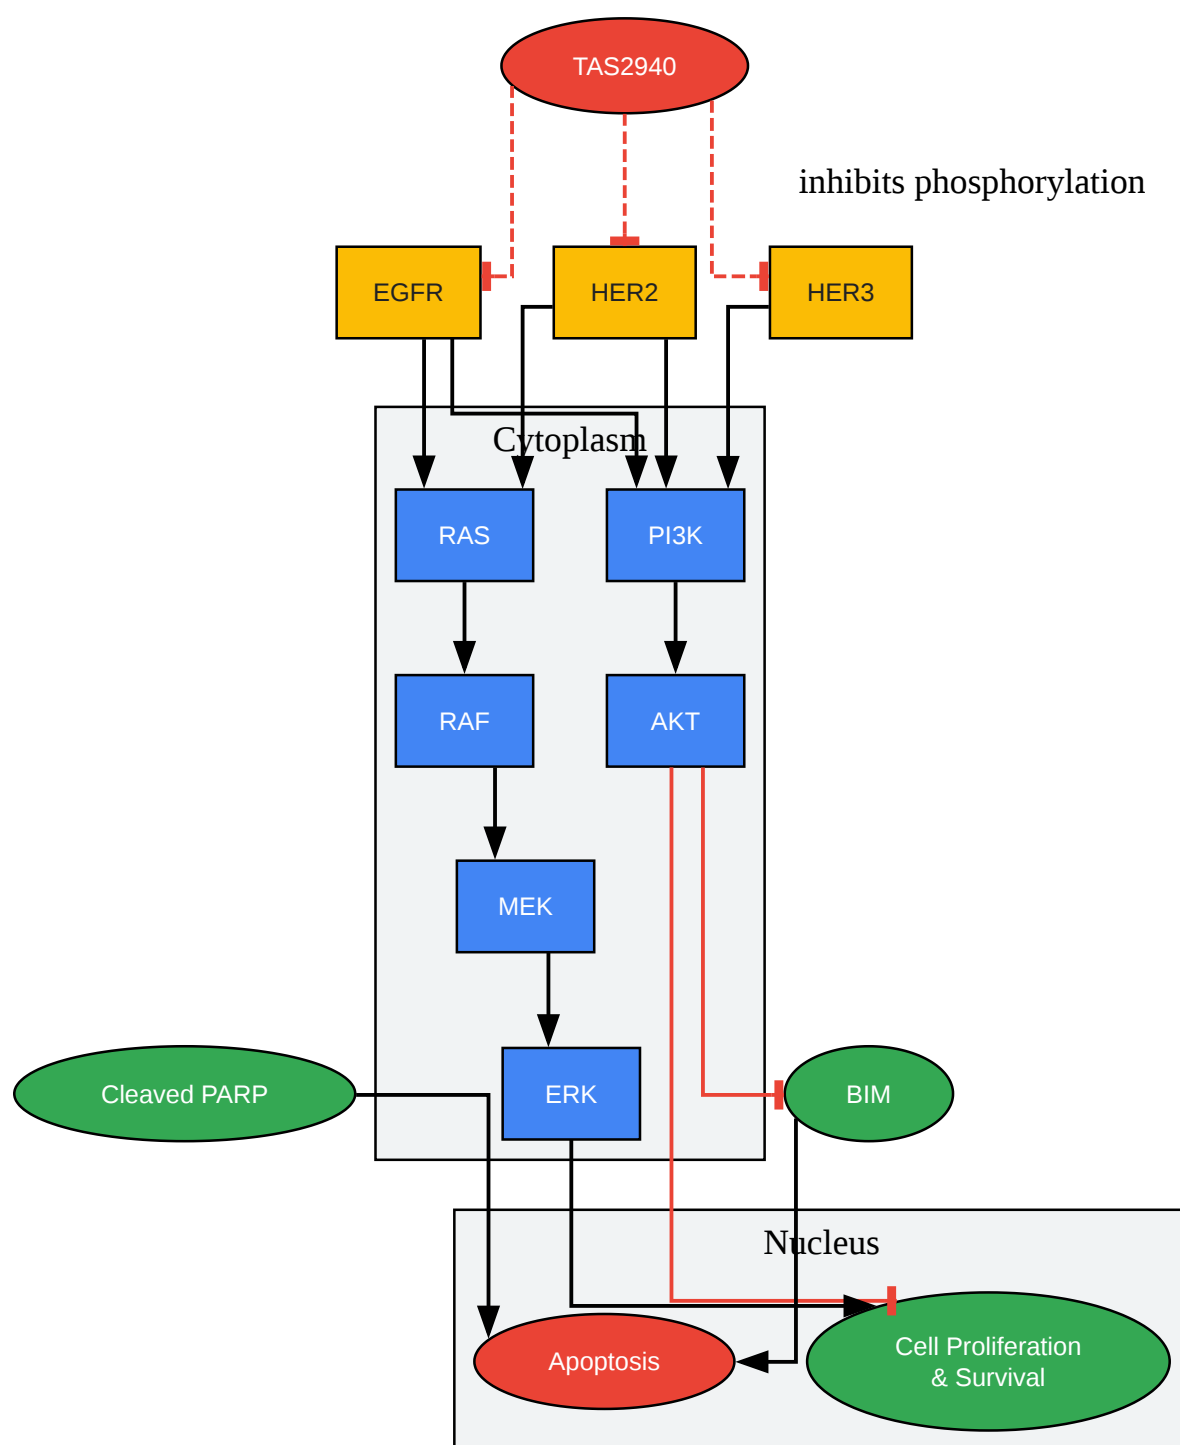 TAS2940
inhibits phosphorylation
EGFR
HER2
HER3
Cytoplasm
RAS
PI3K
RAF
AKT
MEK
Cleaved PARP
ERK
BIM
Nucleus
Apoptosis
Cell Proliferation
& Survival